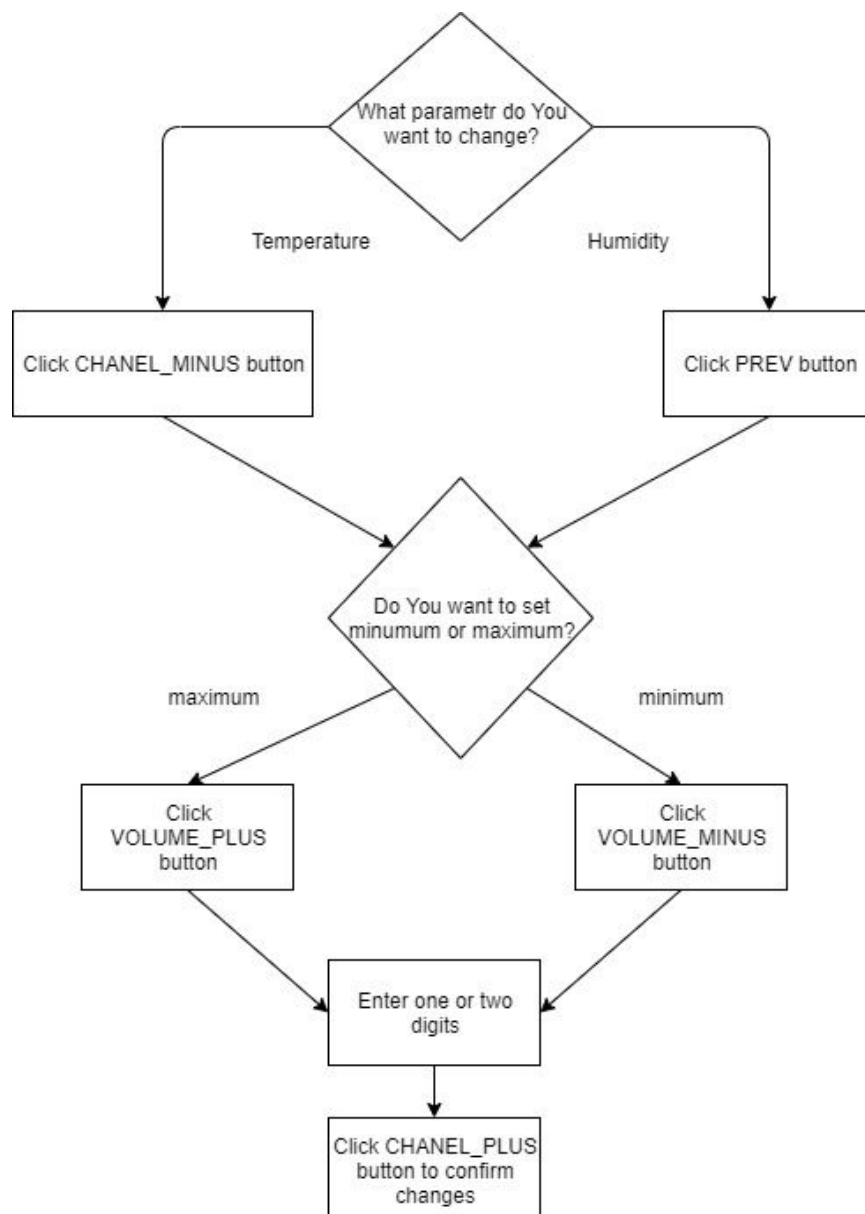 What parametr do You
want to change?
Temperature
Humidity
Click CHANEL_MINUS button
Click PREV button
Do You want to set
minumum or maximum?
maximum
minimum
Click
VOLUME_PLUS
button
Click
VOLUME_MINUS
button
Enter one or two
digits
Click CHANEL_PLUS
button to confirm
changes